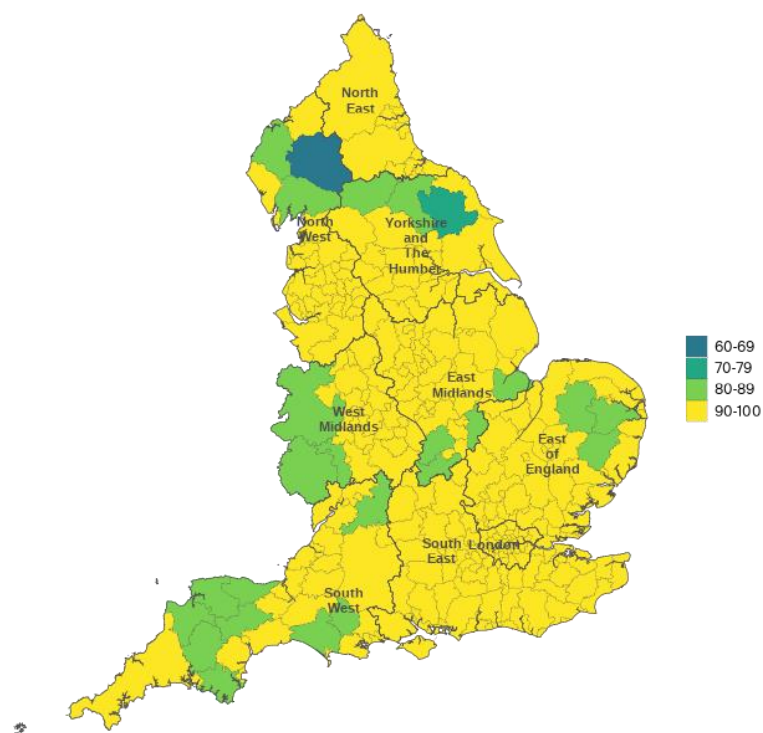 North
East
North
West
Yorkshire
and
The
Humber
East
Midlands
West
Midlands
East
of
England
South
East
London
South
West
60-69
70-79
80-89
90-100